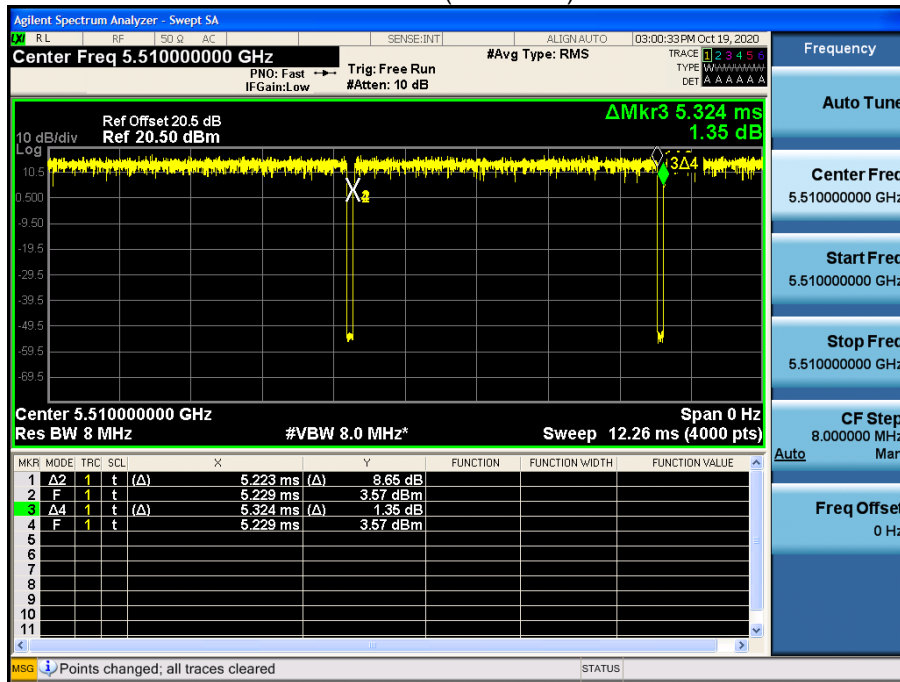 Agilent Spectrum Analyzer - Swept SA
LXI RL RF 50 Ω AC SENSE:INT ALIGN AUTO 03:00:33 PM Oct 19, 2020
Center Freq 5.510000000 GHz #Avg Type: RMS TRACE 1 2 3 4 5 6
PNO: Fast Trig: Free Run TYPE WWWWWW
IFGain:Low #Atten: 10 dB DET A A A A A A
Frequency
ΔMkr3 5.324 ms
1.35 dB
Ref Offset 20.5 dB
10 dB/div Ref 20.50 dBm
Log
10.5
0.500
-9.50
-19.5
-29.5
-39.5
-49.5
-59.5
-69.5
3Δ4
Center 5.510000000 GHz Span 0 Hz
Res BW 8 MHz #VBW 8.0 MHz* Sweep 12.26 ms (4000 pts)
MKR MODE TRC SCL X Y FUNCTION FUNCTION WIDTH FUNCTION VALUE
1 Δ2 1 t (Δ) 5.223 ms (Δ) 8.65 dB
2 F 1 t 5.229 ms 3.57 dBm
3 Δ4 1 t (Δ) 5.324 ms (Δ) 1.35 dB
4 F 1 t 5.229 ms 3.57 dBm
5
6
7
8
9
10
11
MSG Points changed; all traces cleared STATUS
Auto Tune
Center Freq
5.510000000 GHz
Start Freq
5.510000000 GHz
Stop Freq
5.510000000 GHz
CF Step
8.000000 MHz
Auto Man
Freq Offset
0 Hz